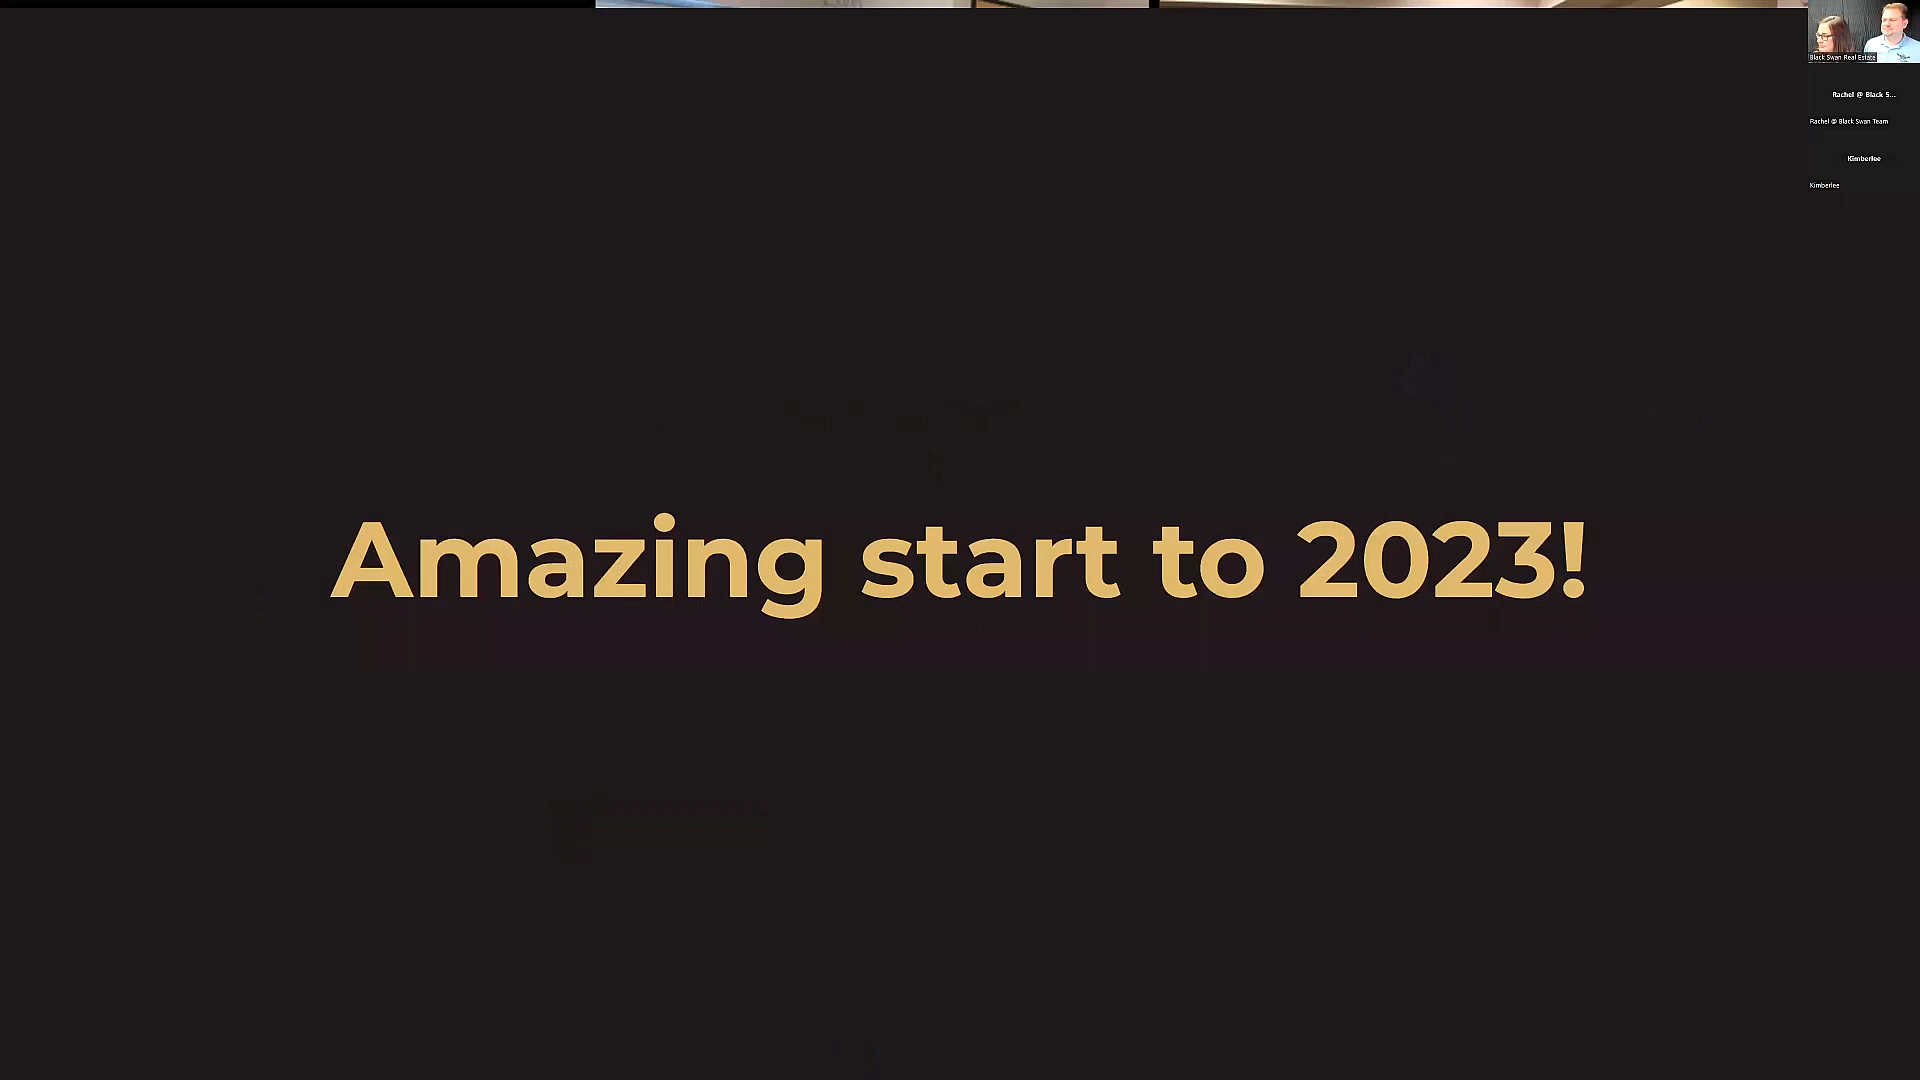 Black Swan Real Estate
Rachel @ Black S...
Rachel @ Black Swan Team
Kimberlee
Kimberlee
Amazing start to 2023!